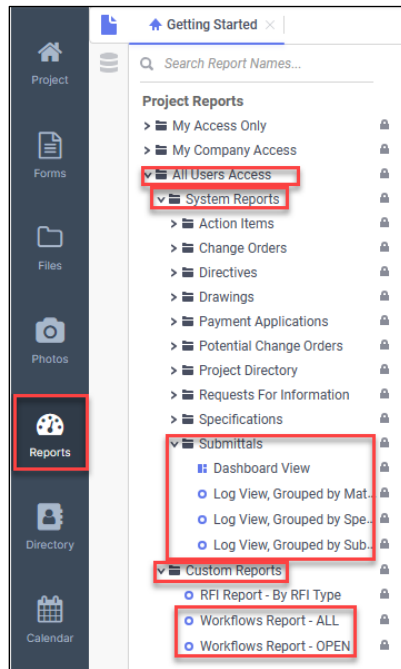 Getting Started
Project
Search Report Names...
Project Reports
My Access Only
My Company Access
Forms
All Users Access
System Reports
Action Items
Files
Change Orders
Directives
Drawings
Payment Applications
Photos
Potential Change Orders
Project Directory
Requests For Information
Specifications
Reports
Submittals
Dashboard View
Log View, Grouped by Mat..
Log View, Grouped by Spe..
Directory
Log View, Grouped by Sub..
Custom Reports
RFI Report - By RFI Type
Workflows Report - ALL
Calendar
Workflows Report - OPEN